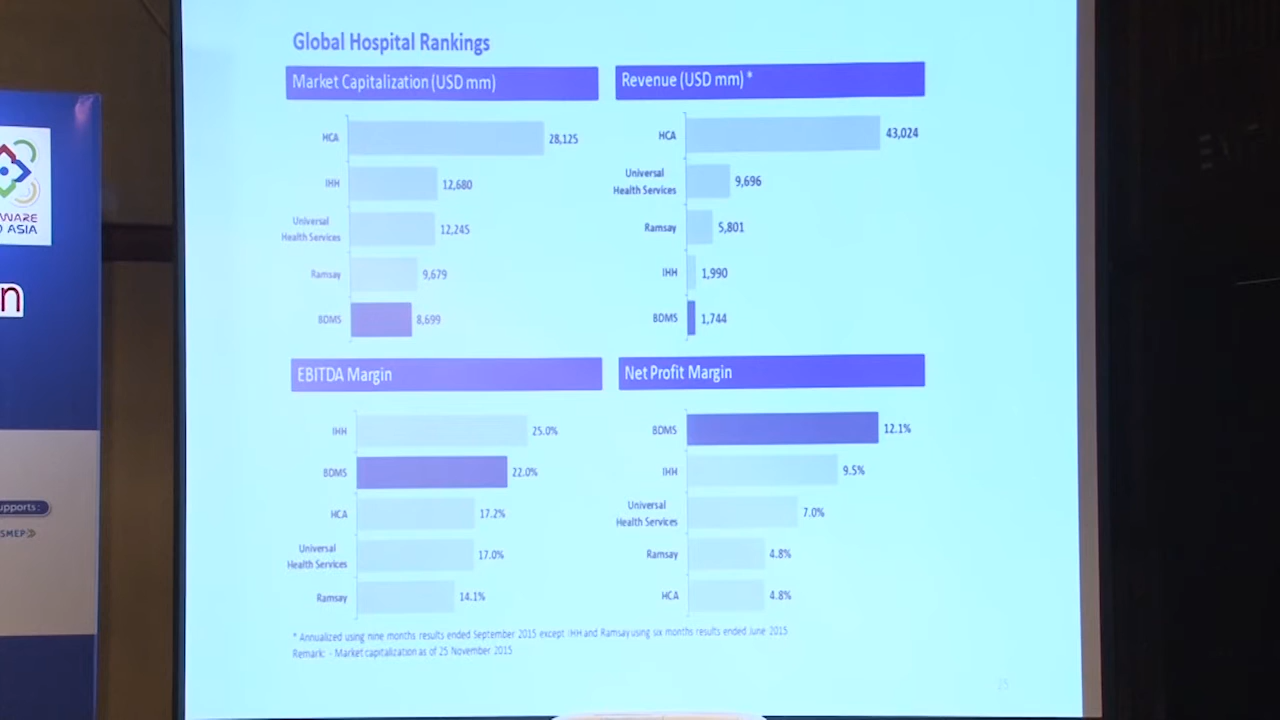 Global Hospital Rankings
Market Capitalization (USD mm)
HCA 28,125
IHH 12,680
Universal
Health Services 12,245
Ramsay 9,679
BDMS 8,699
Revenue (USD mm) *
HCA 43,024
Universal
Health Services 9,696
Ramsay 5,801
IHH 1,990
BDMS 1,744
EBITDA Margin
IHH 25.0%
BDMS 22.0%
HCA 17.2%
Universal
Health Services 17.0%
Ramsay 14.1%
Net Profit Margin
BDMS 12.1%
IHH 9.5%
Universal
Health Services 7.0%
Ramsay 4.8%
HCA 4.8%
* Annualized using nine months results ended September 2015 except IHH and Ramsay using six months results ended June 2015
Remark: - Market capitalization as of 25 November 2015
25
WARE
ASIA
n
upports :
SMEP